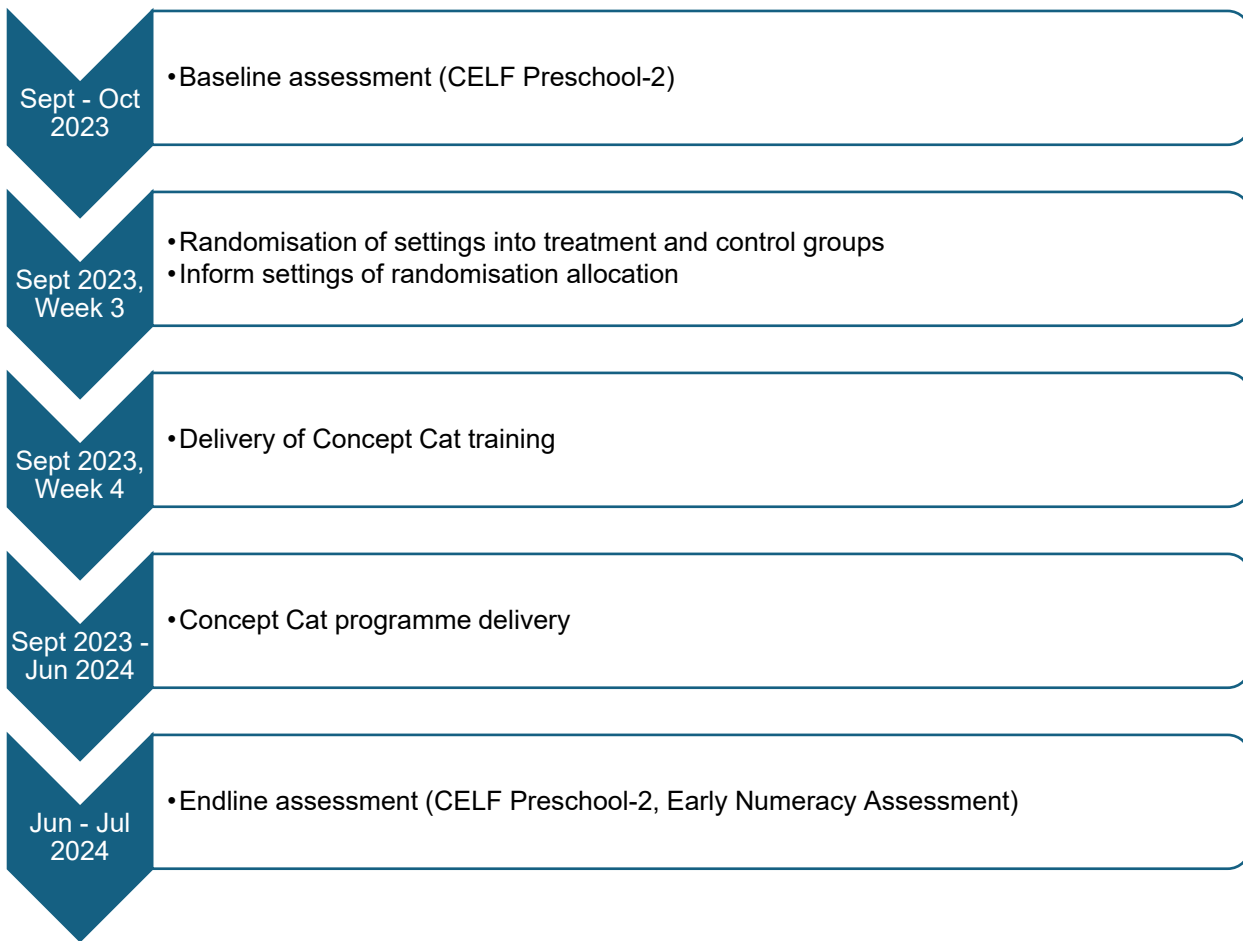 Sept - Oct
2023
•Baseline assessment (CELF Preschool-2)
Sept 2023,
Week 3
•Randomisation of settings into treatment and control groups
•Inform settings of randomisation allocation
Sept 2023,
Week 4
•Delivery of Concept Cat training
Sept 2023 -
Jun 2024
•Concept Cat programme delivery
Jun - Jul
2024
•Endline assessment (CELF Preschool-2, Early Numeracy Assessment)